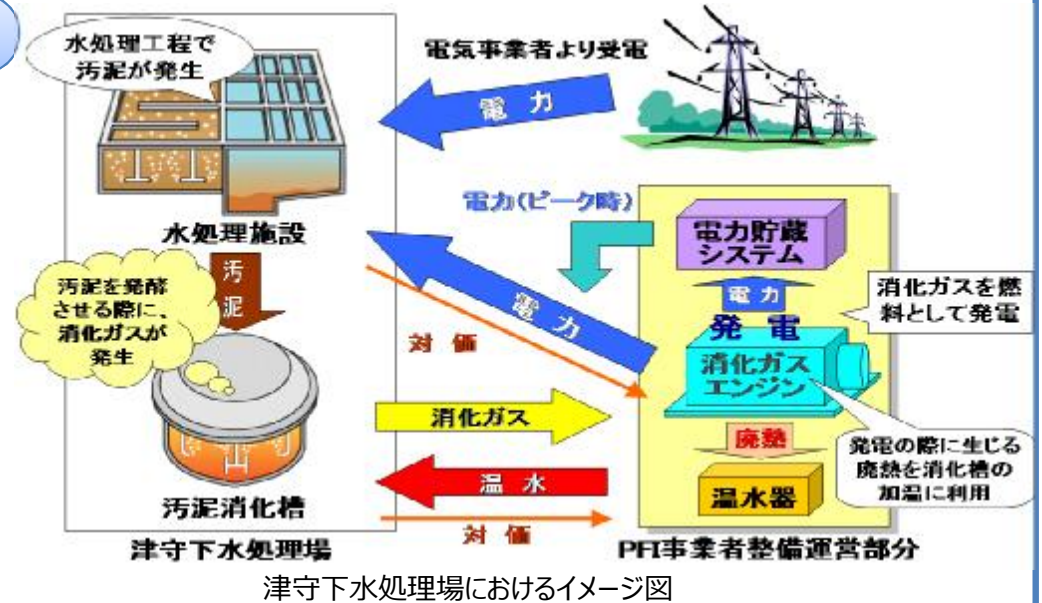 水処理工程で
汚泥が発生
電気事業者より受電
電力
水処理施設
電力(ピーク時)
電力貯蔵
システム
汚泥
汚泥を発酵
させる際に、
消化ガスが
発生
電力
消化ガスを燃
料として発電
発電
電力
対価
消化ガス
エンジン
消化ガス
廃熱
発電の際に生じる
廃熱を消化槽の
加温に利用
温水
温水器
汚泥消化槽
対価
津守下水処理場
PFI事業者整備運営部分
津守下水処理場におけるイメージ図